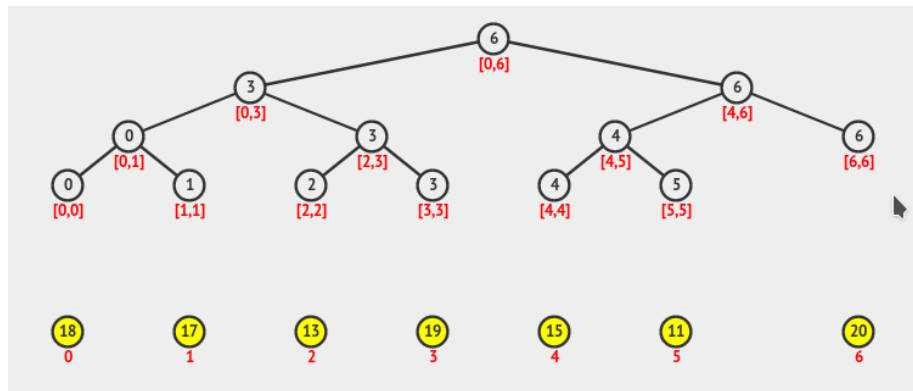 6
[0,6]
3 6
[0,3] [4,6]
0 3 4 6
[0,1] [2,3] [4,5] [6,6]
0 1 2 3 4 5
[0,0] [1,1] [2,2] [3,3] [4,4] [5,5]
18 17 13 19 15 11 20
0 1 2 3 4 5 6